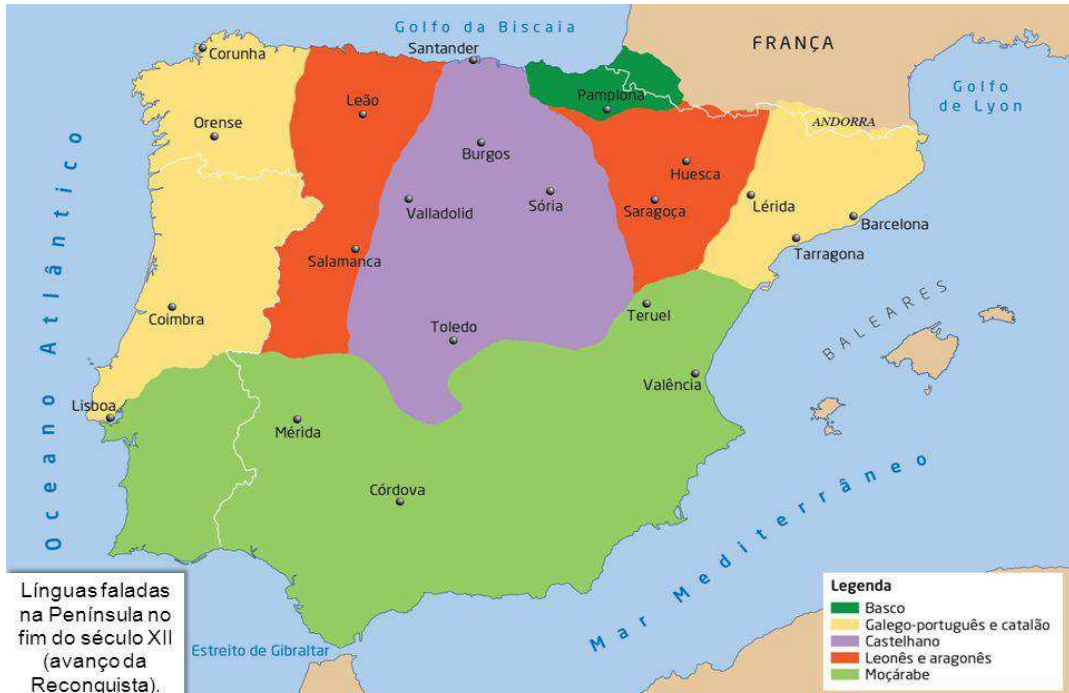 Golfo da Biscaia
FRANÇA
Corunha
Santander
Golfo
de Lyon
Leão
Pamplona
Orense
ANDORRA
Burgos
Huesca
Valladolid
Sória
Saragoça
Lérida
Barcelona
Salamanca
Tarragona
Coimbra
Teruel
BALEARES
Toledo
Valência
Lisboa
Mérida
Córdova
Oceano Atlântico
Mar Mediterrâneo
Estreito de Gibraltar
Línguas faladas
na Península no
fim do século XII
(avanço da
Reconquista).
Legenda
Basco
Galego-português e catalão
Castelhano
Leonês e aragonês
Moçárabe